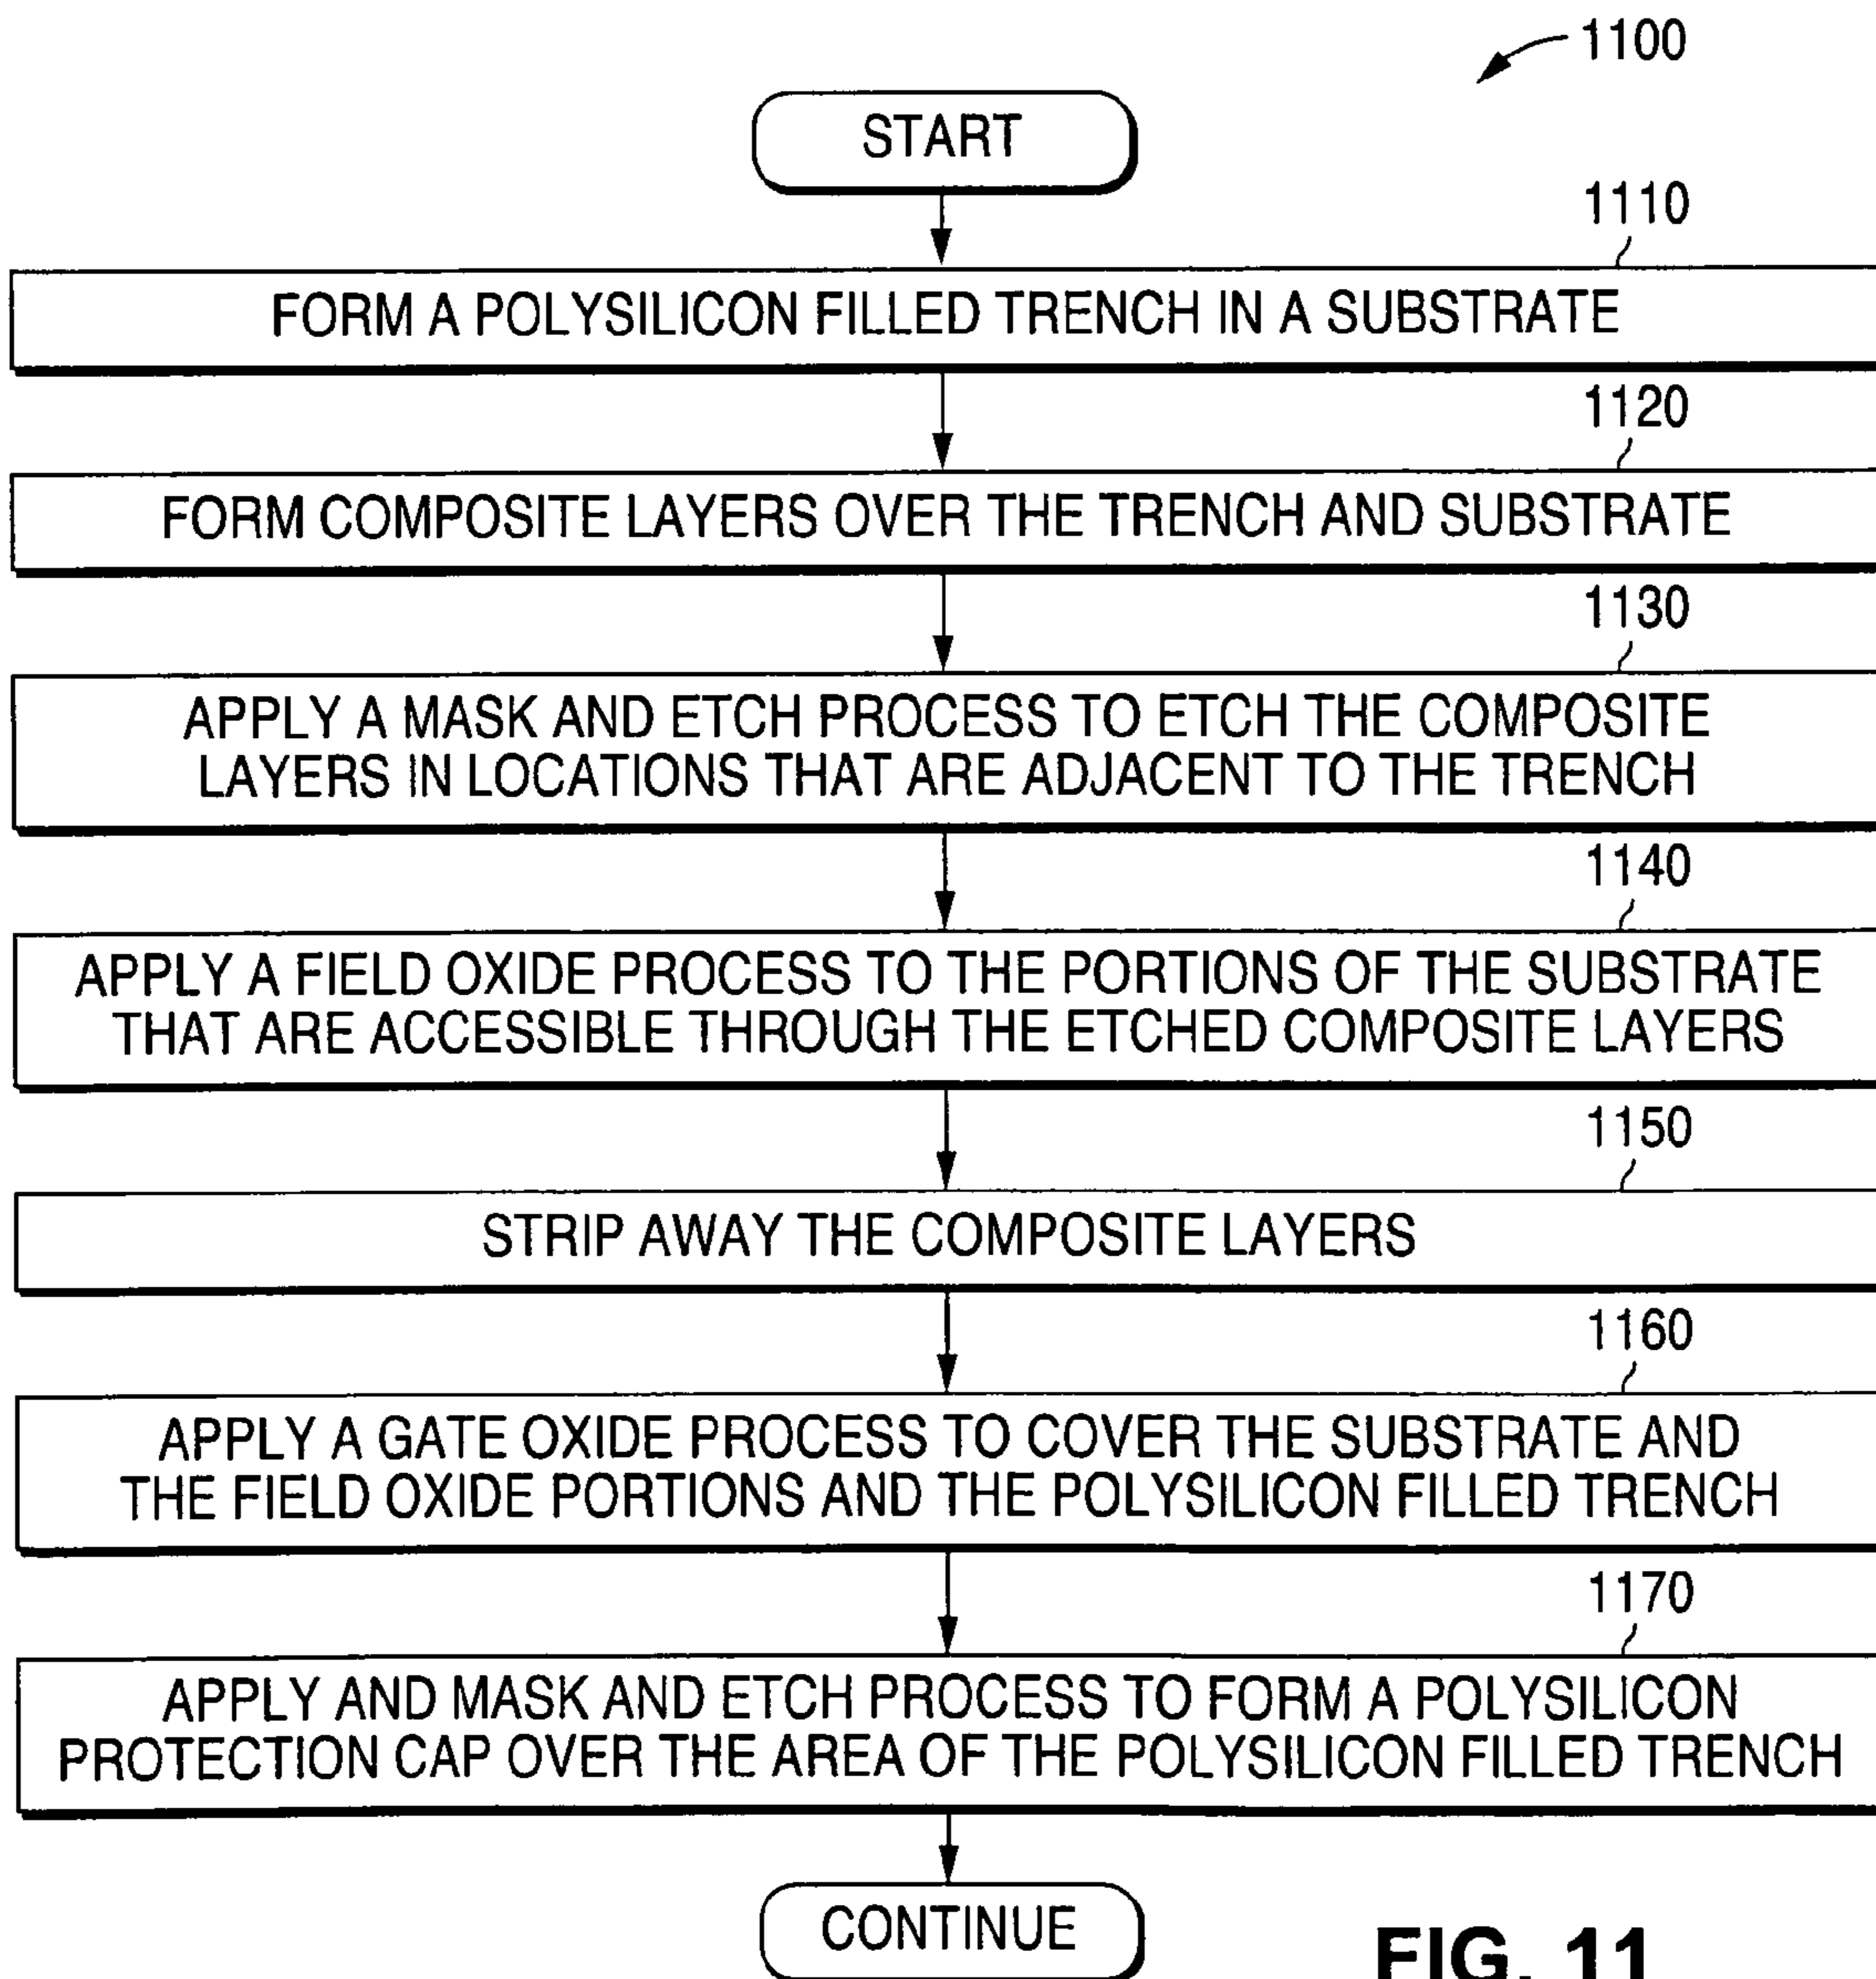 1100
START
1110
FORM A POLYSILICON FILLED TRENCH IN A SUBSTRATE
1120
FORM COMPOSITE LAYERS OVER THE TRENCH AND SUBSTRATE
1130
APPLY A MASK AND ETCH PROCESS TO ETCH THE COMPOSITE
LAYERS IN LOCATIONS THAT ARE ADJACENT TO THE TRENCH
1140
APPLY A FIELD OXIDE PROCESS TO THE PORTIONS OF THE SUBSTRATE
THAT ARE ACCESSIBLE THROUGH THE ETCHED COMPOSITE LAYERS
1150
STRIP AWAY THE COMPOSITE LAYERS
1160
APPLY A GATE OXIDE PROCESS TO COVER THE SUBSTRATE AND
THE FIELD OXIDE PORTIONS AND THE POLYSILICON FILLED TRENCH
1170
APPLY AND MASK AND ETCH PROCESS TO FORM A POLYSILICON
PROTECTION CAP OVER THE AREA OF THE POLYSILICON FILLED TRENCH
CONTINUE
FIG. 11